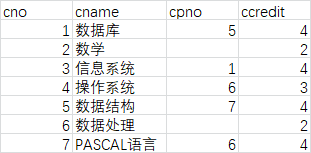 cno cname cpno ccredit
1 数据库 5 4
2 数学 2
3 信息系统 1 4
4 操作系统 6 3
5 数据结构 7 4
6 数据处理 2
7 PASCAL语言 6 4